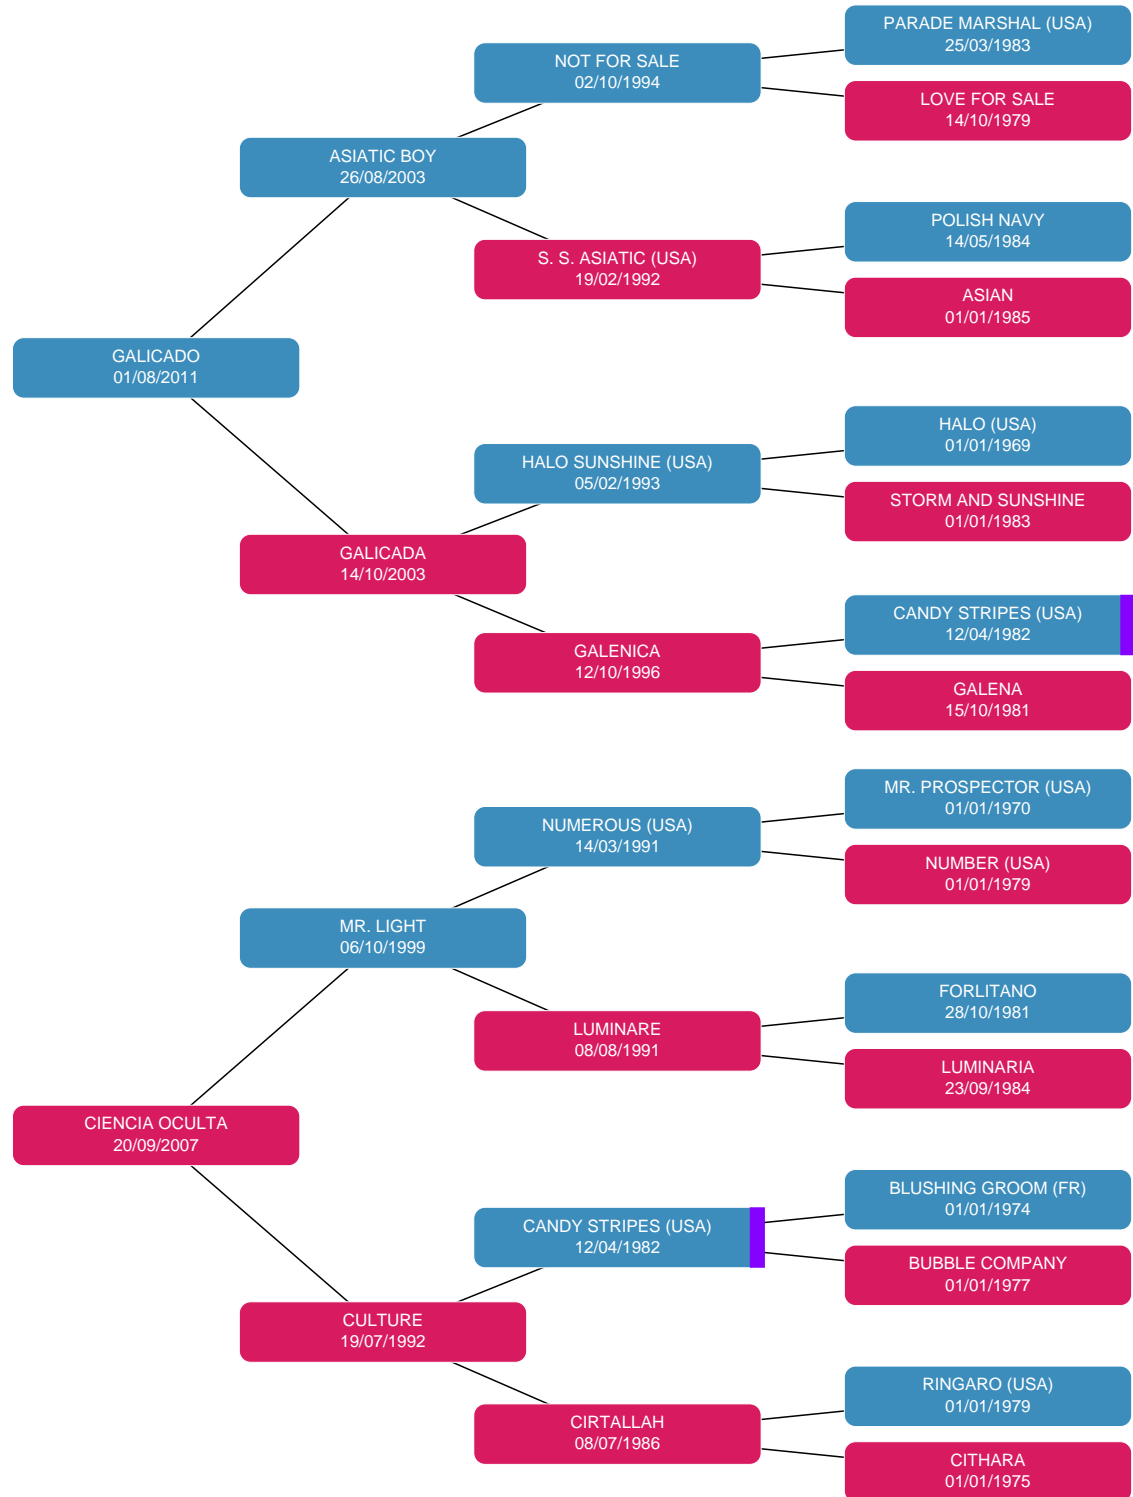 PARADE MARSHAL (USA)
25/03/1983
NOT FOR SALE
02/10/1994
LOVE FOR SALE
14/10/1979
ASIATIC BOY
26/08/2003
POLISH NAVY
14/05/1984
S. S. ASIATIC (USA)
19/02/1992
ASIAN
01/01/1985
GALICADO
01/08/2011
HALO (USA)
01/01/1969
HALO SUNSHINE (USA)
05/02/1993
STORM AND SUNSHINE
01/01/1983
GALICADA
14/10/2003
CANDY STRIPES (USA)
12/04/1982
GALENICA
12/10/1996
GALENA
15/10/1981
MR. PROSPECTOR (USA)
01/01/1970
NUMEROUS (USA)
14/03/1991
NUMBER (USA)
01/01/1979
MR. LIGHT
06/10/1999
FORLITANO
28/10/1981
LUMINARE
08/08/1991
LUMINARIA
23/09/1984
CIENCIA OCULTA
20/09/2007
BLUSHING GROOM (FR)
01/01/1974
CANDY STRIPES (USA)
12/04/1982
BUBBLE COMPANY
01/01/1977
CULTURE
19/07/1992
RINGARO (USA)
01/01/1979
CIRTALLAH
08/07/1986
CITHARA
01/01/1975